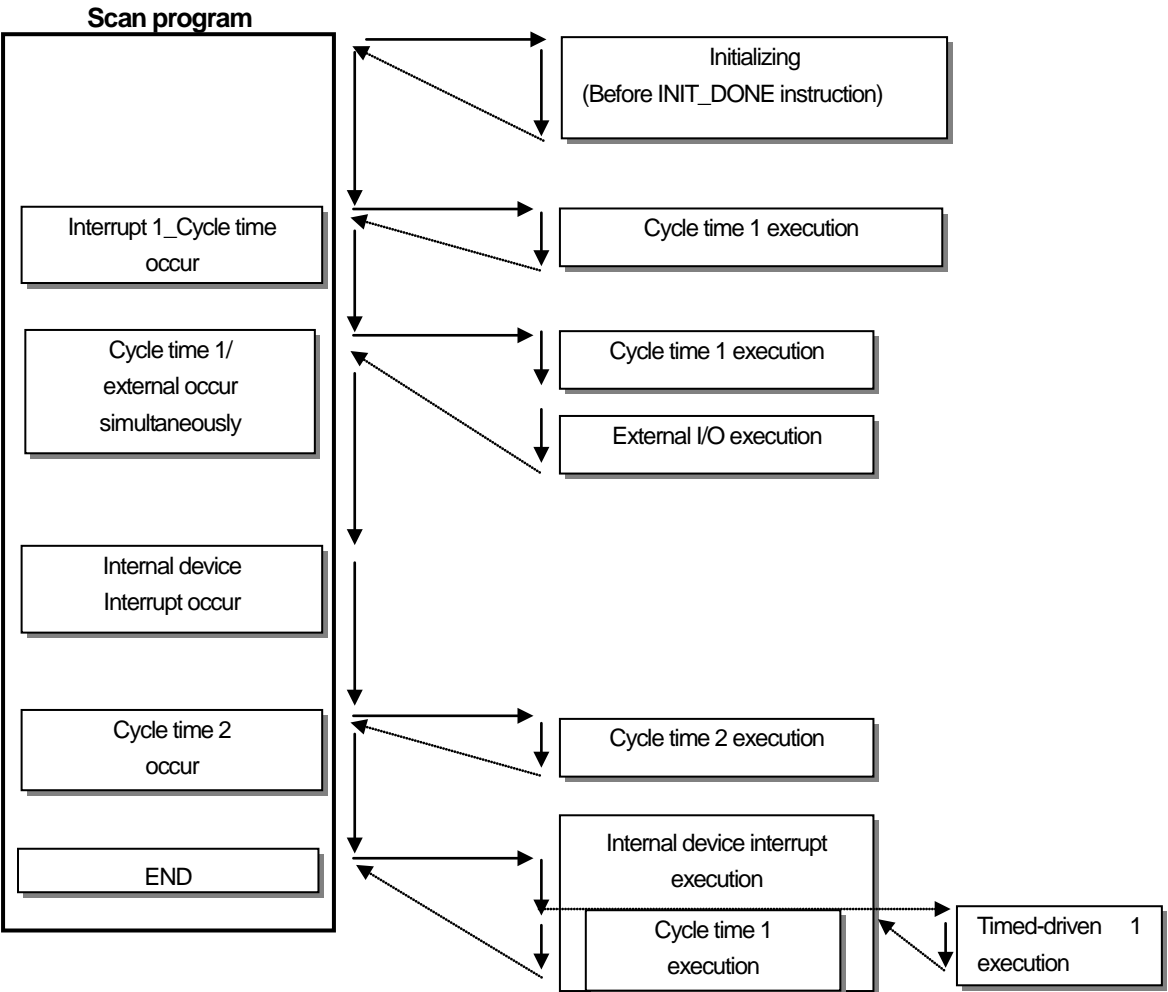 Scan program
Initializing
(Before INIT_DONE instruction)
Interrupt 1_Cycle time
occur
Cycle time 1 execution
Cycle time 1/
external occur
simultaneously
Cycle time 1 execution
External I/O execution
Internal device
Interrupt occur
Cycle time 2
occur
Cycle time 2 execution
END
Internal device interrupt
execution
Cycle time 1
execution
Timed-driven 1
execution